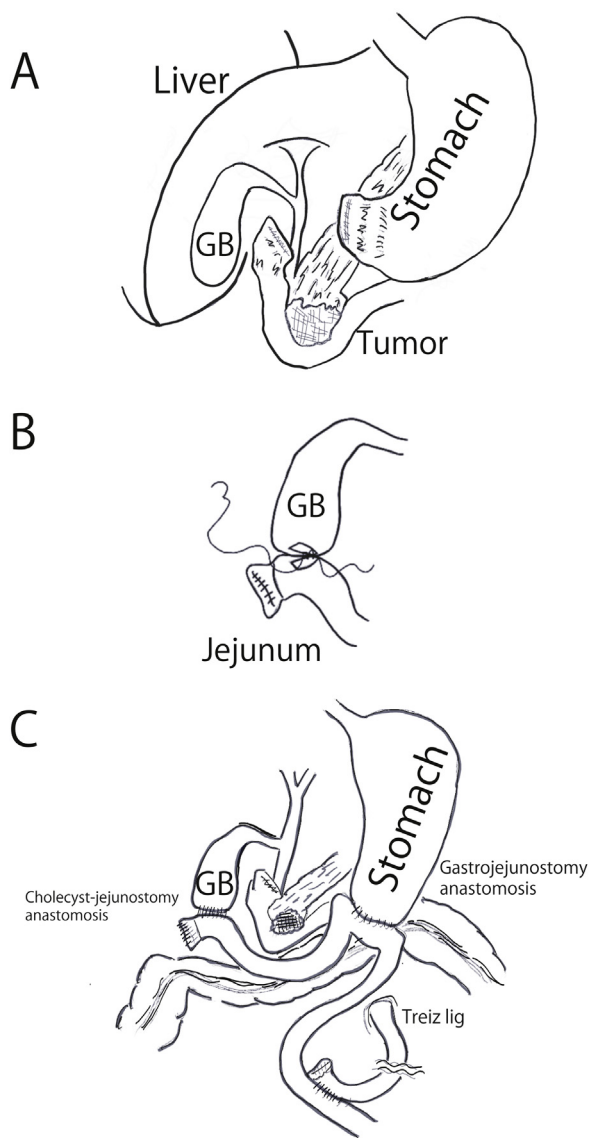 A
Liver
Stomach
GB
Tumor
B
GB
Jejunum
C
Stomach
GB
Gastrojejunostomy
anastomosis
Cholecyst-jejunostomy
anastomosis
Treiz lig